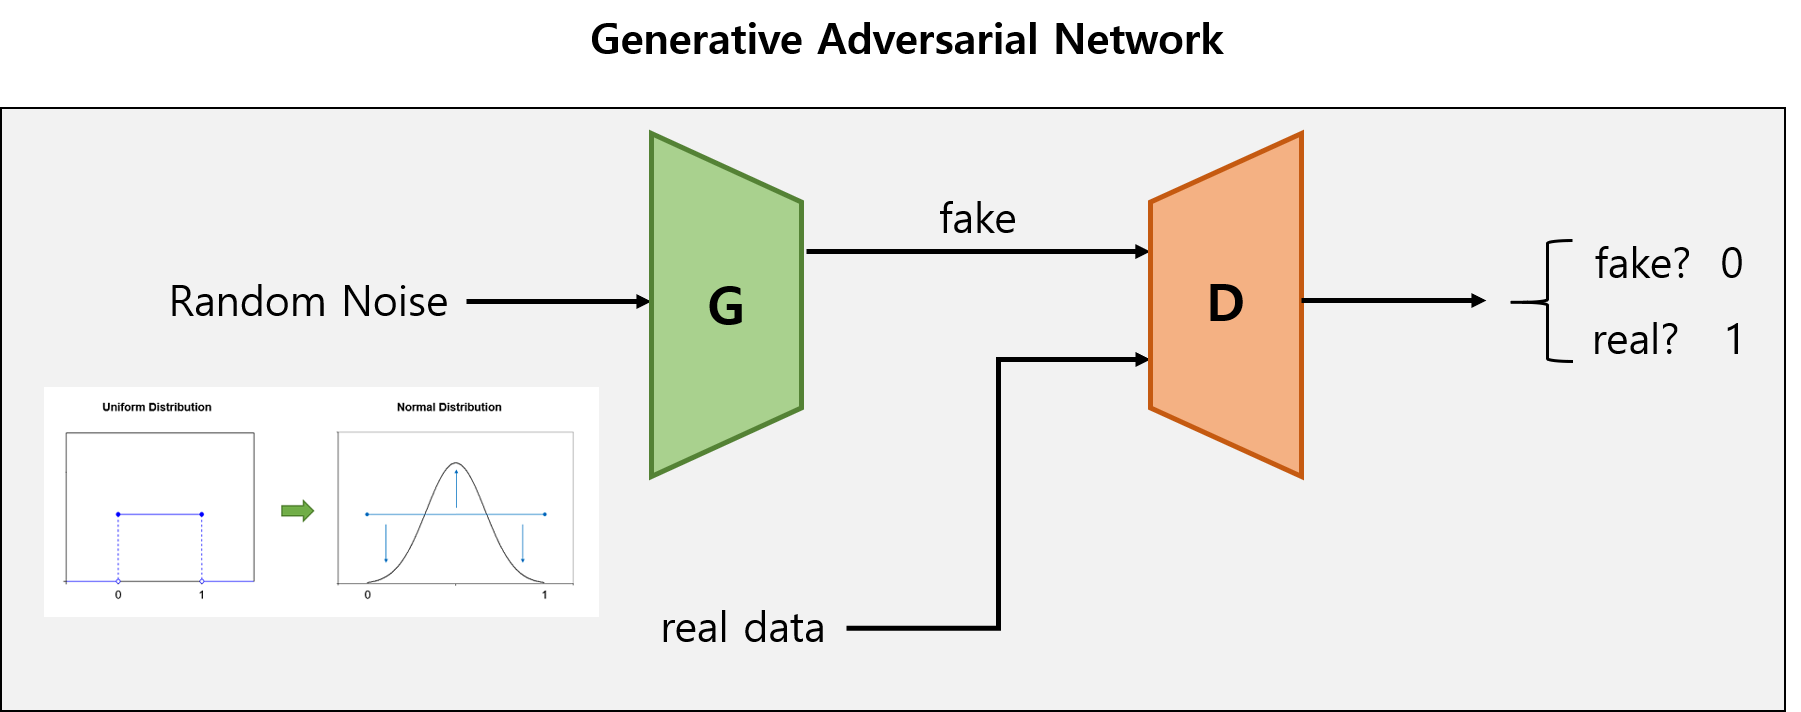 Generative Adversarial Network
fake
G
D
Random Noise
fake? 0
real? 1
Uniform Distribution
Normal Distribution
0 1
0 1
real data